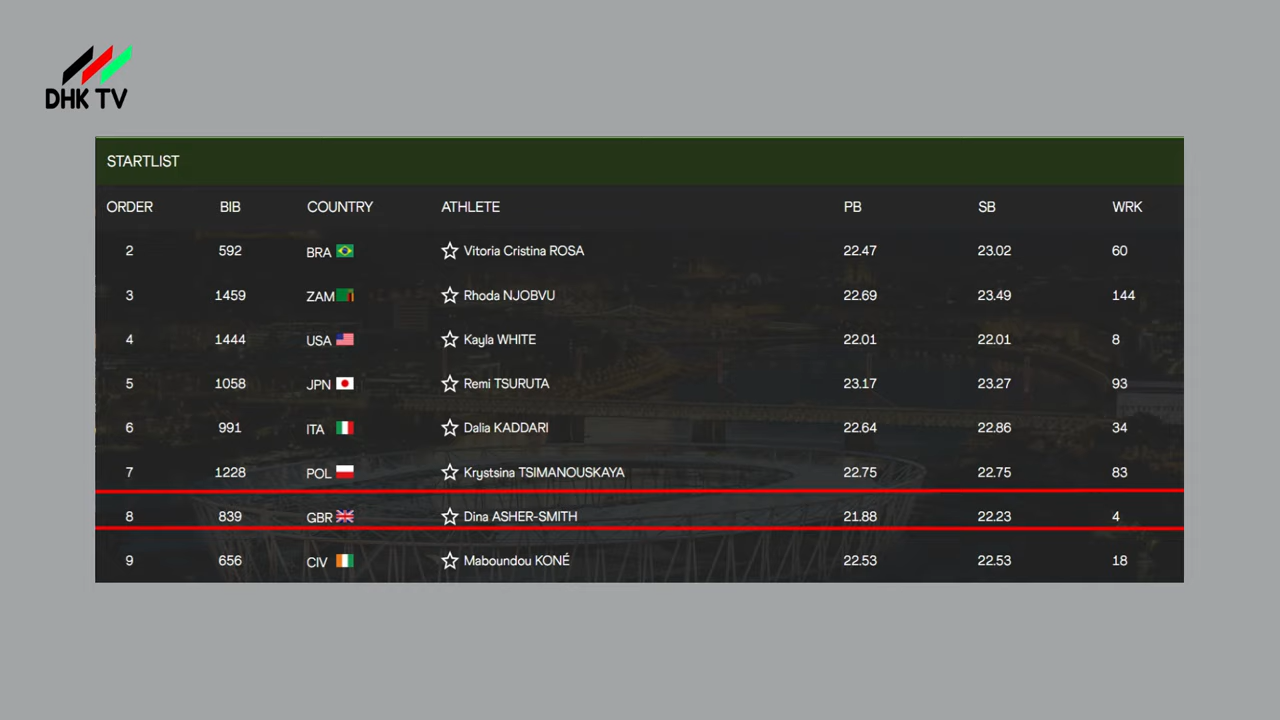 DHK TV
STARTLIST
ORDER BIB COUNTRY ATHLETE PB SB WRK
2 592 BRA Vitoria Cristina ROSA 22.47 23.02 60
3 1459 ZAM Rhoda NJOBVU 22.69 23.49 144
4 1444 USA Kayla WHITE 22.01 22.01 8
5 1058 JPN Remi TSURUTA 23.17 23.27 93
6 991 ITA Dalia KADDARI 22.64 22.86 34
7 1228 POL Krystsina TSIMANOUSKAYA 22.75 22.75 83
8 839 GBR Dina ASHER-SMITH 21.88 22.23 4
9 656 CIV Maboundou KONÉ 22.53 22.53 18